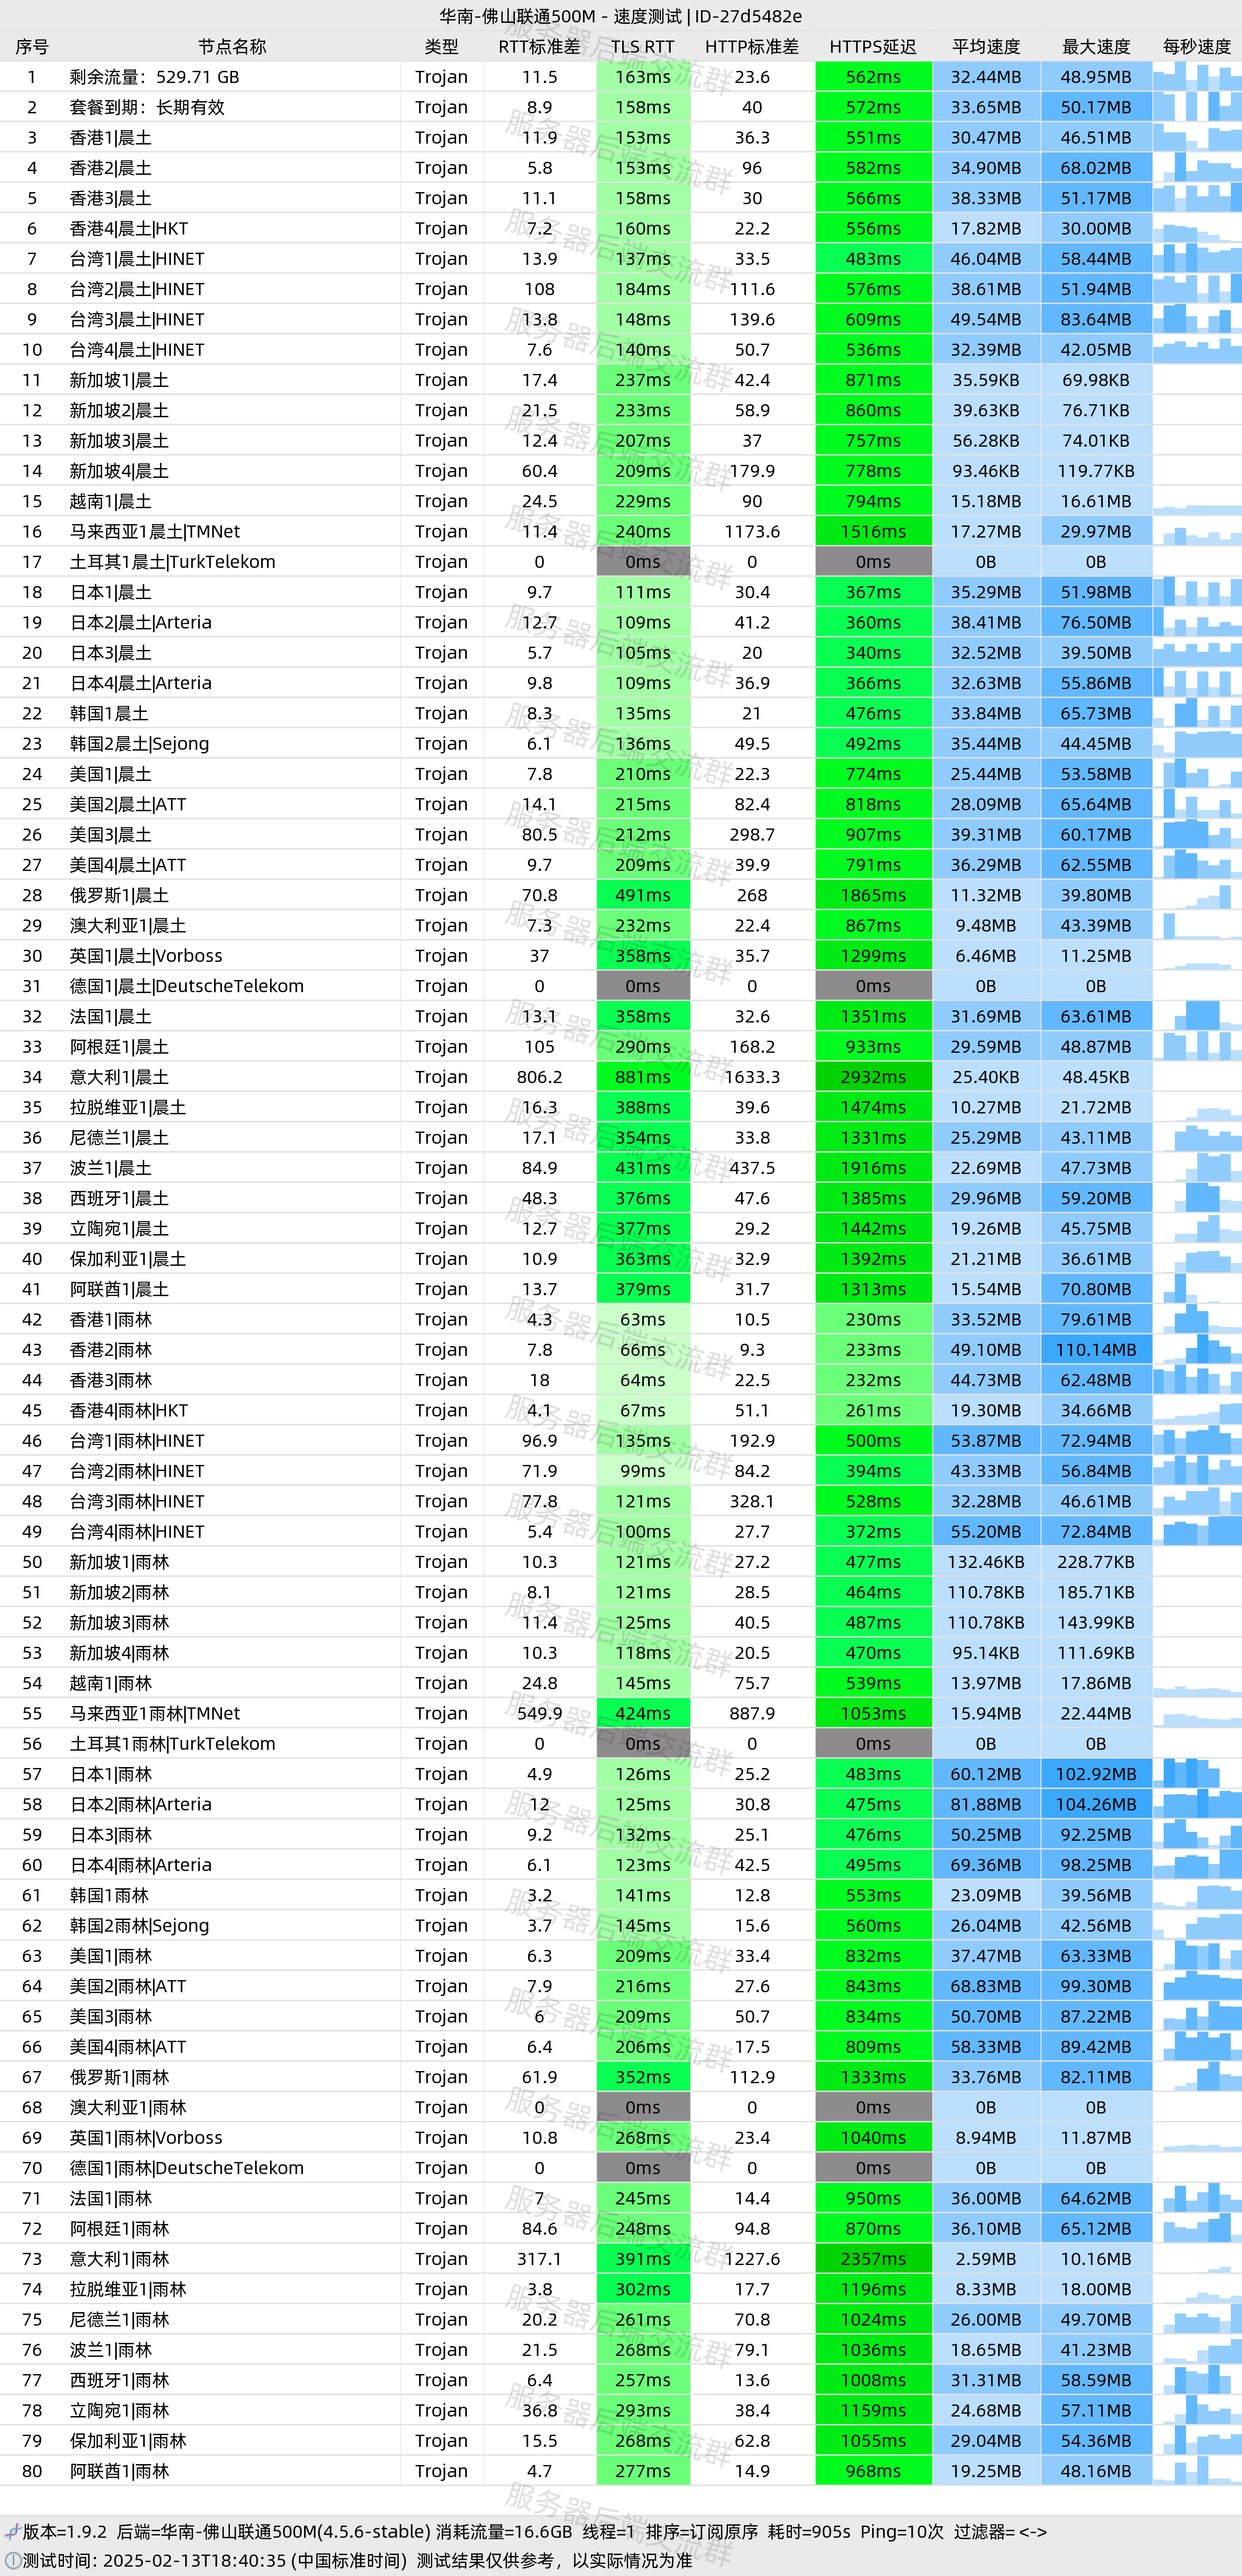 华南-佛山联通500M - 速度测试 | ID-27d5482e
序号 节点名称 类型 RTT标准差 TLS RTT HTTP标准差 HTTPS延迟 平均速度 最大速度 每秒速度
1 剩余流量：529.71 GB Trojan 11.5 163ms 23.6 562ms 32.44MB 48.95MB
2 套餐到期：长期有效 Trojan 8.9 158ms 40 572ms 33.65MB 50.17MB
3 香港1|晨土 Trojan 11.9 153ms 36.3 551ms 30.47MB 46.51MB
4 香港2|晨土 Trojan 5.8 153ms 96 582ms 34.90MB 68.02MB
5 香港3|晨土 Trojan 11.1 158ms 30 566ms 38.33MB 51.17MB
6 香港4|晨土|HKT Trojan 7.2 160ms 22.2 556ms 17.82MB 30.00MB
7 台湾1|晨土|HINET Trojan 13.9 137ms 33.5 483ms 46.04MB 58.44MB
8 台湾2|晨土|HINET Trojan 108 184ms 111.6 576ms 38.61MB 51.94MB
9 台湾3|晨土|HINET Trojan 13.8 148ms 139.6 609ms 49.54MB 83.64MB
10 台湾4|晨土|HINET Trojan 7.6 140ms 50.7 536ms 32.39MB 42.05MB
11 新加坡1|晨土 Trojan 17.4 237ms 42.4 871ms 35.59KB 69.98KB
12 新加坡2|晨土 Trojan 21.5 233ms 58.9 860ms 39.63KB 76.71KB
13 新加坡3|晨土 Trojan 12.4 207ms 37 757ms 56.28KB 74.01KB
14 新加坡4|晨土 Trojan 60.4 209ms 179.9 778ms 93.46KB 119.77KB
15 越南1|晨土 Trojan 24.5 229ms 90 794ms 15.18MB 16.61MB
16 马来西亚1晨土|TMNet Trojan 11.4 240ms 1173.6 1516ms 17.27MB 29.97MB
17 土耳其1晨土|TurkTelekom Trojan 0 0ms 0 0ms 0B 0B
18 日本1|晨土 Trojan 9.7 111ms 30.4 367ms 35.29MB 51.98MB
19 日本2|晨土|Arteria Trojan 12.7 109ms 41.2 360ms 38.41MB 76.50MB
20 日本3|晨土 Trojan 5.7 105ms 20 340ms 32.52MB 39.50MB
21 日本4|晨土|Arteria Trojan 9.8 109ms 36.9 366ms 32.63MB 55.86MB
22 韩国1晨土 Trojan 8.3 135ms 21 476ms 33.84MB 65.73MB
23 韩国2晨土|Sejong Trojan 6.1 136ms 49.5 492ms 35.44MB 44.45MB
24 美国1|晨土 Trojan 7.8 210ms 22.3 774ms 25.44MB 53.58MB
25 美国2|晨土|ATT Trojan 14.1 215ms 82.4 818ms 28.09MB 65.64MB
26 美国3|晨土 Trojan 80.5 212ms 298.7 907ms 39.31MB 60.17MB
27 美国4|晨土|ATT Trojan 9.7 209ms 39.9 791ms 36.29MB 62.55MB
28 俄罗斯1|晨土 Trojan 70.8 491ms 268 1865ms 11.32MB 39.80MB
29 澳大利亚1|晨土 Trojan 7.3 232ms 22.4 867ms 9.48MB 43.39MB
30 英国1|晨土|Vorboss Trojan 37 358ms 35.7 1299ms 6.46MB 11.25MB
31 德国1|晨土|DeutscheTelekom Trojan 0 0ms 0 0ms 0B 0B
32 法国1|晨土 Trojan 13.1 358ms 32.6 1351ms 31.69MB 63.61MB
33 阿根廷1|晨土 Trojan 105 290ms 168.2 933ms 29.59MB 48.87MB
34 意大利1|晨土 Trojan 806.2 881ms 1633.3 2932ms 25.40KB 48.45KB
35 拉脱维亚1|晨土 Trojan 16.3 388ms 39.6 1474ms 10.27MB 21.72MB
36 尼德兰1|晨土 Trojan 17.1 354ms 33.8 1331ms 25.29MB 43.11MB
37 波兰1|晨土 Trojan 84.9 431ms 437.5 1916ms 22.69MB 47.73MB
38 西班牙1|晨土 Trojan 48.3 376ms 47.6 1385ms 29.96MB 59.20MB
39 立陶宛1|晨土 Trojan 12.7 377ms 29.2 1442ms 19.26MB 45.75MB
40 保加利亚1|晨土 Trojan 10.9 363ms 32.9 1392ms 21.21MB 36.61MB
41 阿联酋1|晨土 Trojan 13.7 379ms 31.7 1313ms 15.54MB 70.80MB
42 香港1|雨林 Trojan 4.3 63ms 10.5 230ms 33.52MB 79.61MB
43 香港2|雨林 Trojan 7.8 66ms 9.3 233ms 49.10MB 110.14MB
44 香港3|雨林 Trojan 18 64ms 22.5 232ms 44.73MB 62.48MB
45 香港4|雨林|HKT Trojan 4.1 67ms 51.1 261ms 19.30MB 34.66MB
46 台湾1|雨林|HINET Trojan 96.9 135ms 192.9 500ms 53.87MB 72.94MB
47 台湾2|雨林|HINET Trojan 71.9 99ms 84.2 394ms 43.33MB 56.84MB
48 台湾3|雨林|HINET Trojan 77.8 121ms 328.1 528ms 32.28MB 46.61MB
49 台湾4|雨林|HINET Trojan 5.4 100ms 27.7 372ms 55.20MB 72.84MB
50 新加坡1|雨林 Trojan 10.3 121ms 27.2 477ms 132.46KB 228.77KB
51 新加坡2|雨林 Trojan 8.1 121ms 28.5 464ms 110.78KB 185.71KB
52 新加坡3|雨林 Trojan 11.4 125ms 40.5 487ms 110.78KB 143.99KB
53 新加坡4|雨林 Trojan 10.3 118ms 20.5 470ms 95.14KB 111.69KB
54 越南1|雨林 Trojan 24.8 145ms 75.7 539ms 13.97MB 17.86MB
55 马来西亚1雨林|TMNet Trojan 549.9 424ms 887.9 1053ms 15.94MB 22.44MB
56 土耳其1雨林|TurkTelekom Trojan 0 0ms 0 0ms 0B 0B
57 日本1|雨林 Trojan 4.9 126ms 25.2 483ms 60.12MB 102.92MB
58 日本2|雨林|Arteria Trojan 12 125ms 30.8 475ms 81.88MB 104.26MB
59 日本3|雨林 Trojan 9.2 132ms 25.1 476ms 50.25MB 92.25MB
60 日本4|雨林|Arteria Trojan 6.1 123ms 42.5 495ms 69.36MB 98.25MB
61 韩国1雨林 Trojan 3.2 141ms 12.8 553ms 23.09MB 39.56MB
62 韩国2雨林|Sejong Trojan 3.7 145ms 15.6 560ms 26.04MB 42.56MB
63 美国1|雨林 Trojan 6.3 209ms 33.4 832ms 37.47MB 63.33MB
64 美国2|雨林|ATT Trojan 7.9 216ms 27.6 843ms 68.83MB 99.30MB
65 美国3|雨林 Trojan 6 209ms 50.7 834ms 50.70MB 87.22MB
66 美国4|雨林|ATT Trojan 6.4 206ms 17.5 809ms 58.33MB 89.42MB
67 俄罗斯1|雨林 Trojan 61.9 352ms 112.9 1333ms 33.76MB 82.11MB
68 澳大利亚1|雨林 Trojan 0 0ms 0 0ms 0B 0B
69 英国1|雨林|Vorboss Trojan 10.8 268ms 23.4 1040ms 8.94MB 11.87MB
70 德国1|雨林|DeutscheTelekom Trojan 0 0ms 0 0ms 0B 0B
71 法国1|雨林 Trojan 7 245ms 14.4 950ms 36.00MB 64.62MB
72 阿根廷1|雨林 Trojan 84.6 248ms 94.8 870ms 36.10MB 65.12MB
73 意大利1|雨林 Trojan 317.1 391ms 1227.6 2357ms 2.59MB 10.16MB
74 拉脱维亚1|雨林 Trojan 3.8 302ms 17.7 1196ms 8.33MB 18.00MB
75 尼德兰1|雨林 Trojan 20.2 261ms 70.8 1024ms 26.00MB 49.70MB
76 波兰1|雨林 Trojan 21.5 268ms 79.1 1036ms 18.65MB 41.23MB
77 西班牙1|雨林 Trojan 6.4 257ms 13.6 1008ms 31.31MB 58.59MB
78 立陶宛1|雨林 Trojan 36.8 293ms 38.4 1159ms 24.68MB 57.11MB
79 保加利亚1|雨林 Trojan 15.5 268ms 62.8 1055ms 29.04MB 54.36MB
80 阿联酋1|雨林 Trojan 4.7 277ms 14.9 968ms 19.25MB 48.16MB
服务器后端交流群
版本=1.9.2 后端=华南-佛山联通500M(4.5.6-stable) 消耗流量=16.6GB 线程=1 排序=订阅原序 耗时=905s Ping=10次 过滤器= <->
测试时间: 2025-02-13T18:40:35 (中国标准时间) 测试结果仅供参考，以实际情况为准